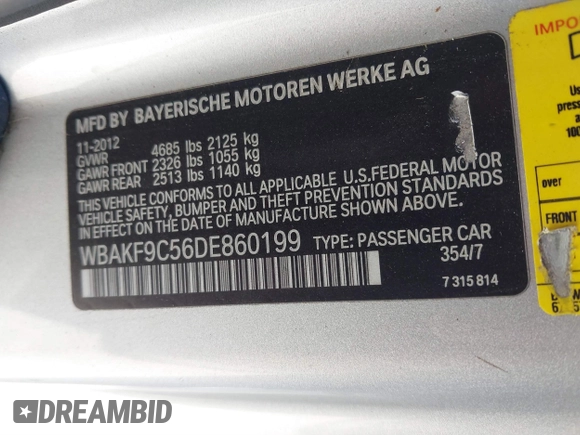 MFD BY BAYERISCHE MOTOREN WERKE AG
11-2012
GVWR 4685 lbs 2125 kg
GAWR FRONT 2326 lbs 1055 kg
GAWR REAR 2513 lbs 1140 kg
THIS VEHICLE CONFORMS TO ALL APPLICABLE U.S.FEDERAL MOTOR
VEHICLE SAFETY, BUMPER AND THEFT PREVENTION STANDARDS
IN EFFECT ON THE DATE OF MANUFACTURE SHOWN ABOVE.
WBAKF9C56DE860199 TYPE: PASSENGER CAR
354/7
7 315 814
over
FRONT
DREAMBID